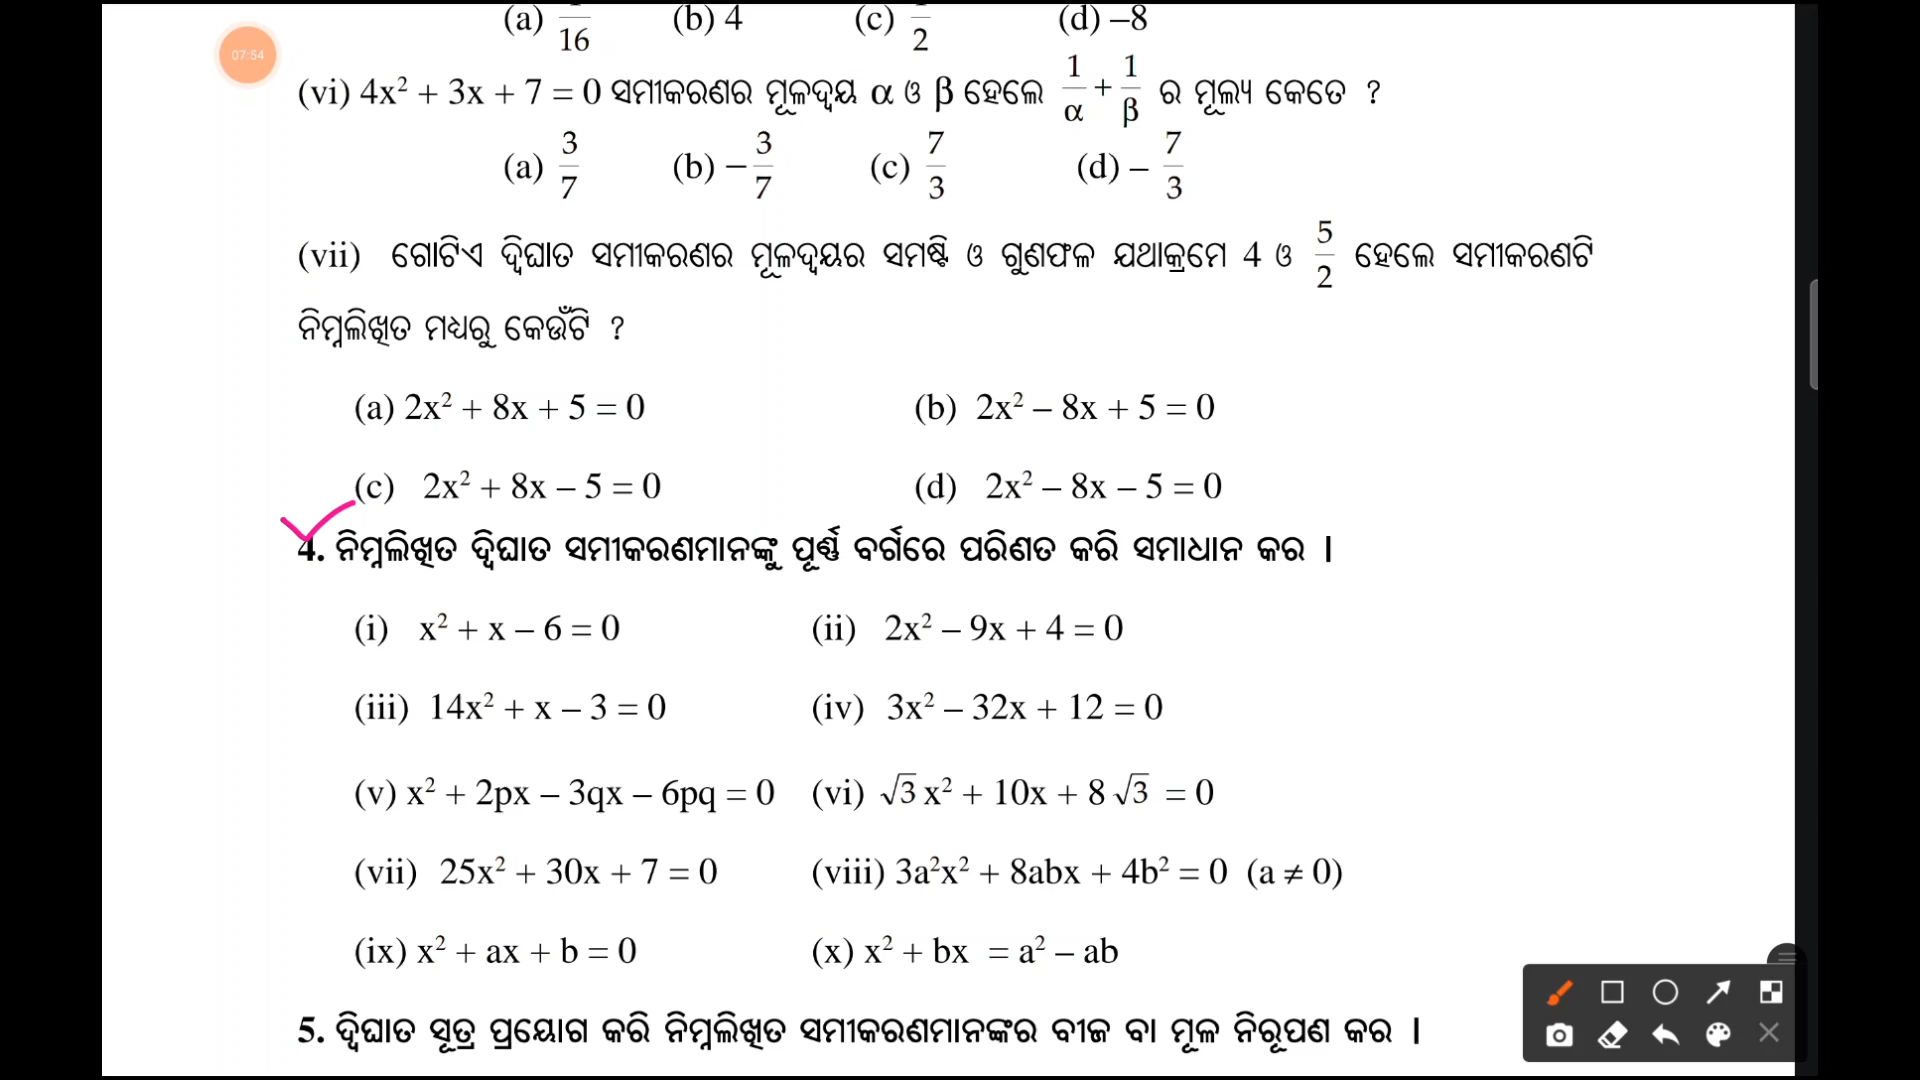 (a) 16 (b) 4 (c) 2 (d) –8
07:54
(vi) 4x² + 3x + 7 = 0 ସମୀକରଣର ମୂଳଦ୍ୱୟ α ଓ β ହେଲେ 1/α + 1/β ର ମୂଲ୍ୟ କେତେ ?
(a) 3/7 (b) – 3/7 (c) 7/3 (d) – 7/3
(vii) ଗୋଟିଏ ଦ୍ୱିଘାତ ସମୀକରଣର ମୂଳଦ୍ୱୟର ସମଷ୍ଟି ଓ ଗୁଣଫଳ ଯଥାକ୍ରମେ 4 ଓ 5/2 ହେଲେ ସମୀକରଣଟି
ନିମ୍ନଲିଖିତ ମଧ୍ୟରୁ କେଉଁଟି ?
(a) 2x² + 8x + 5 = 0 (b) 2x² – 8x + 5 = 0
(c) 2x² + 8x – 5 = 0 (d) 2x² – 8x – 5 = 0
4. ନିମ୍ନଲିଖିତ ଦ୍ୱିଘାତ ସମୀକରଣମାନଙ୍କୁ ପୂର୍ଣ୍ଣ ବର୍ଗରେ ପରିଣତ କରି ସମାଧାନ କର ।
(i) x² + x – 6 = 0 (ii) 2x² – 9x + 4 = 0
(iii) 14x² + x – 3 = 0 (iv) 3x² – 32x + 12 = 0
(v) x² + 2px – 3qx – 6pq = 0 (vi) √3 x² + 10x + 8 √3 = 0
(vii) 25x² + 30x + 7 = 0 (viii) 3a²x² + 8abx + 4b² = 0 (a ≠ 0)
(ix) x² + ax + b = 0 (x) x² + bx = a² – ab
5. ଦ୍ୱିଘାତ ସୂତ୍ର ପ୍ରୟୋଗ କରି ନିମ୍ନଲିଖିତ ସମୀକରଣମାନଙ୍କର ବୀଜ ବା ମୂଳ ନିରୂପଣ କର ।